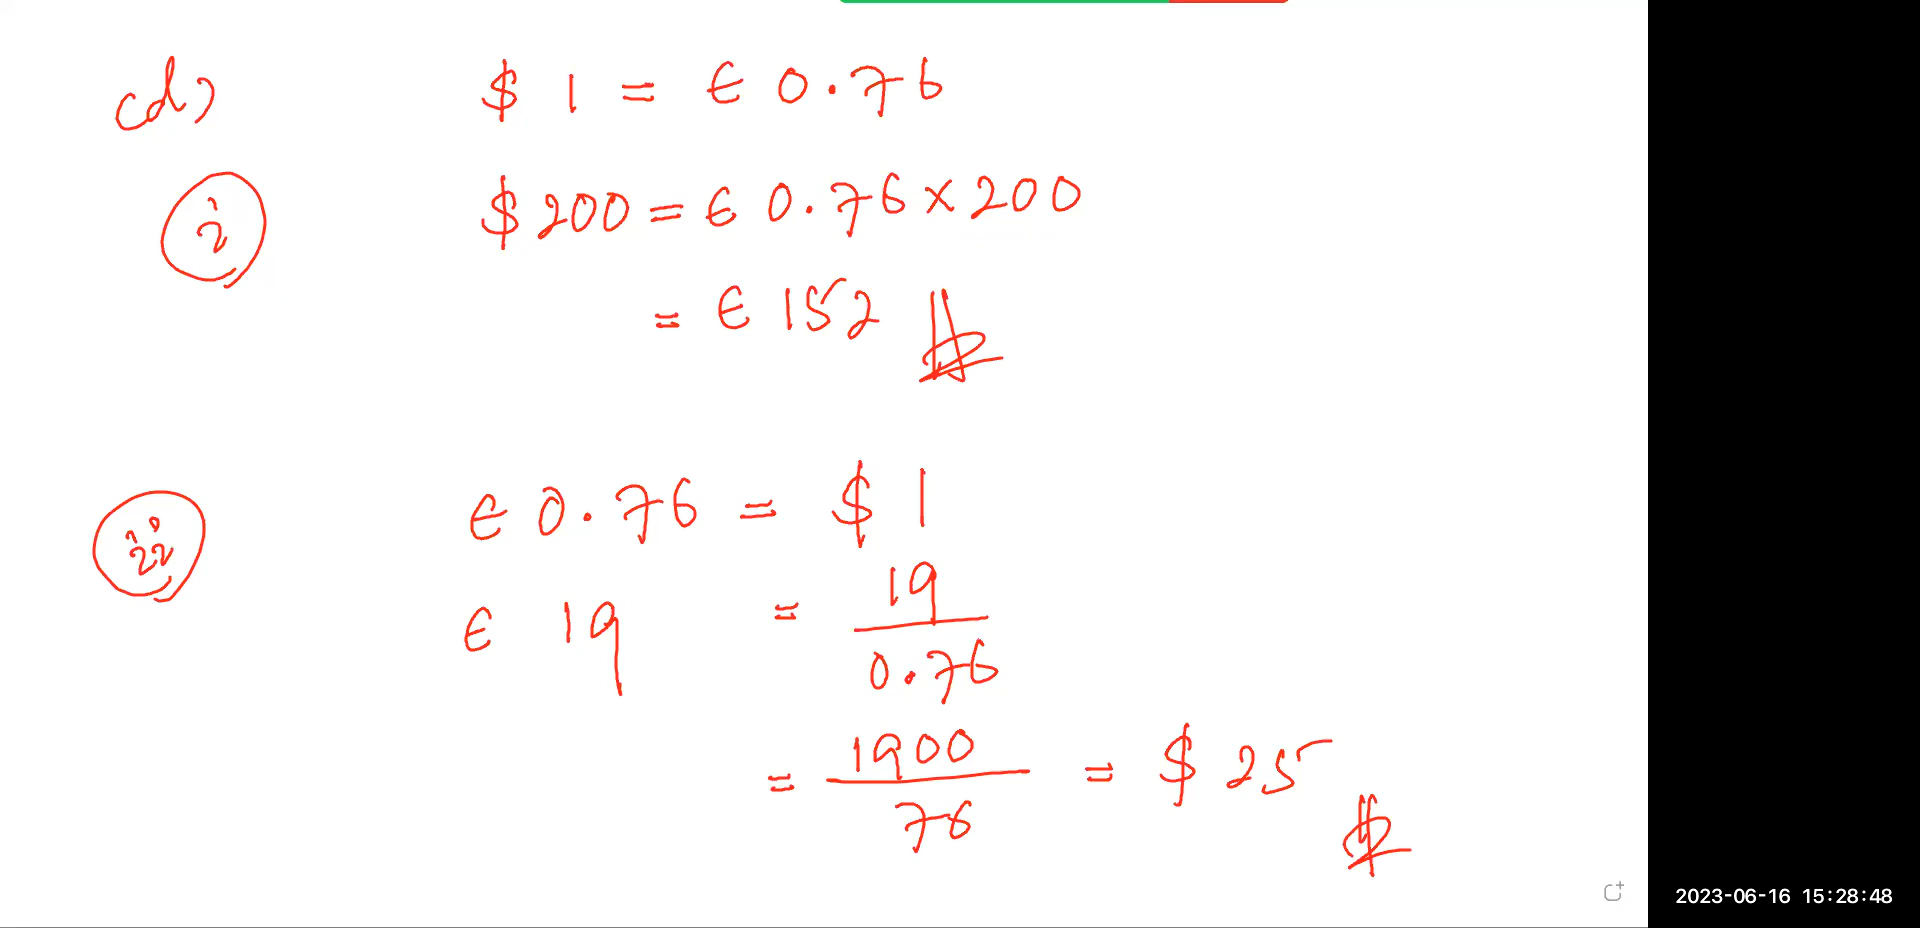 (d)
$ 1 = € 0.76
(i)
$ 200 = € 0.76 × 200
= € 152
(ii)
€ 0.76 = $ 1
€ 19 = 19/0.76
= 1900/76 = $ 25
2023-06-16 15:28:48